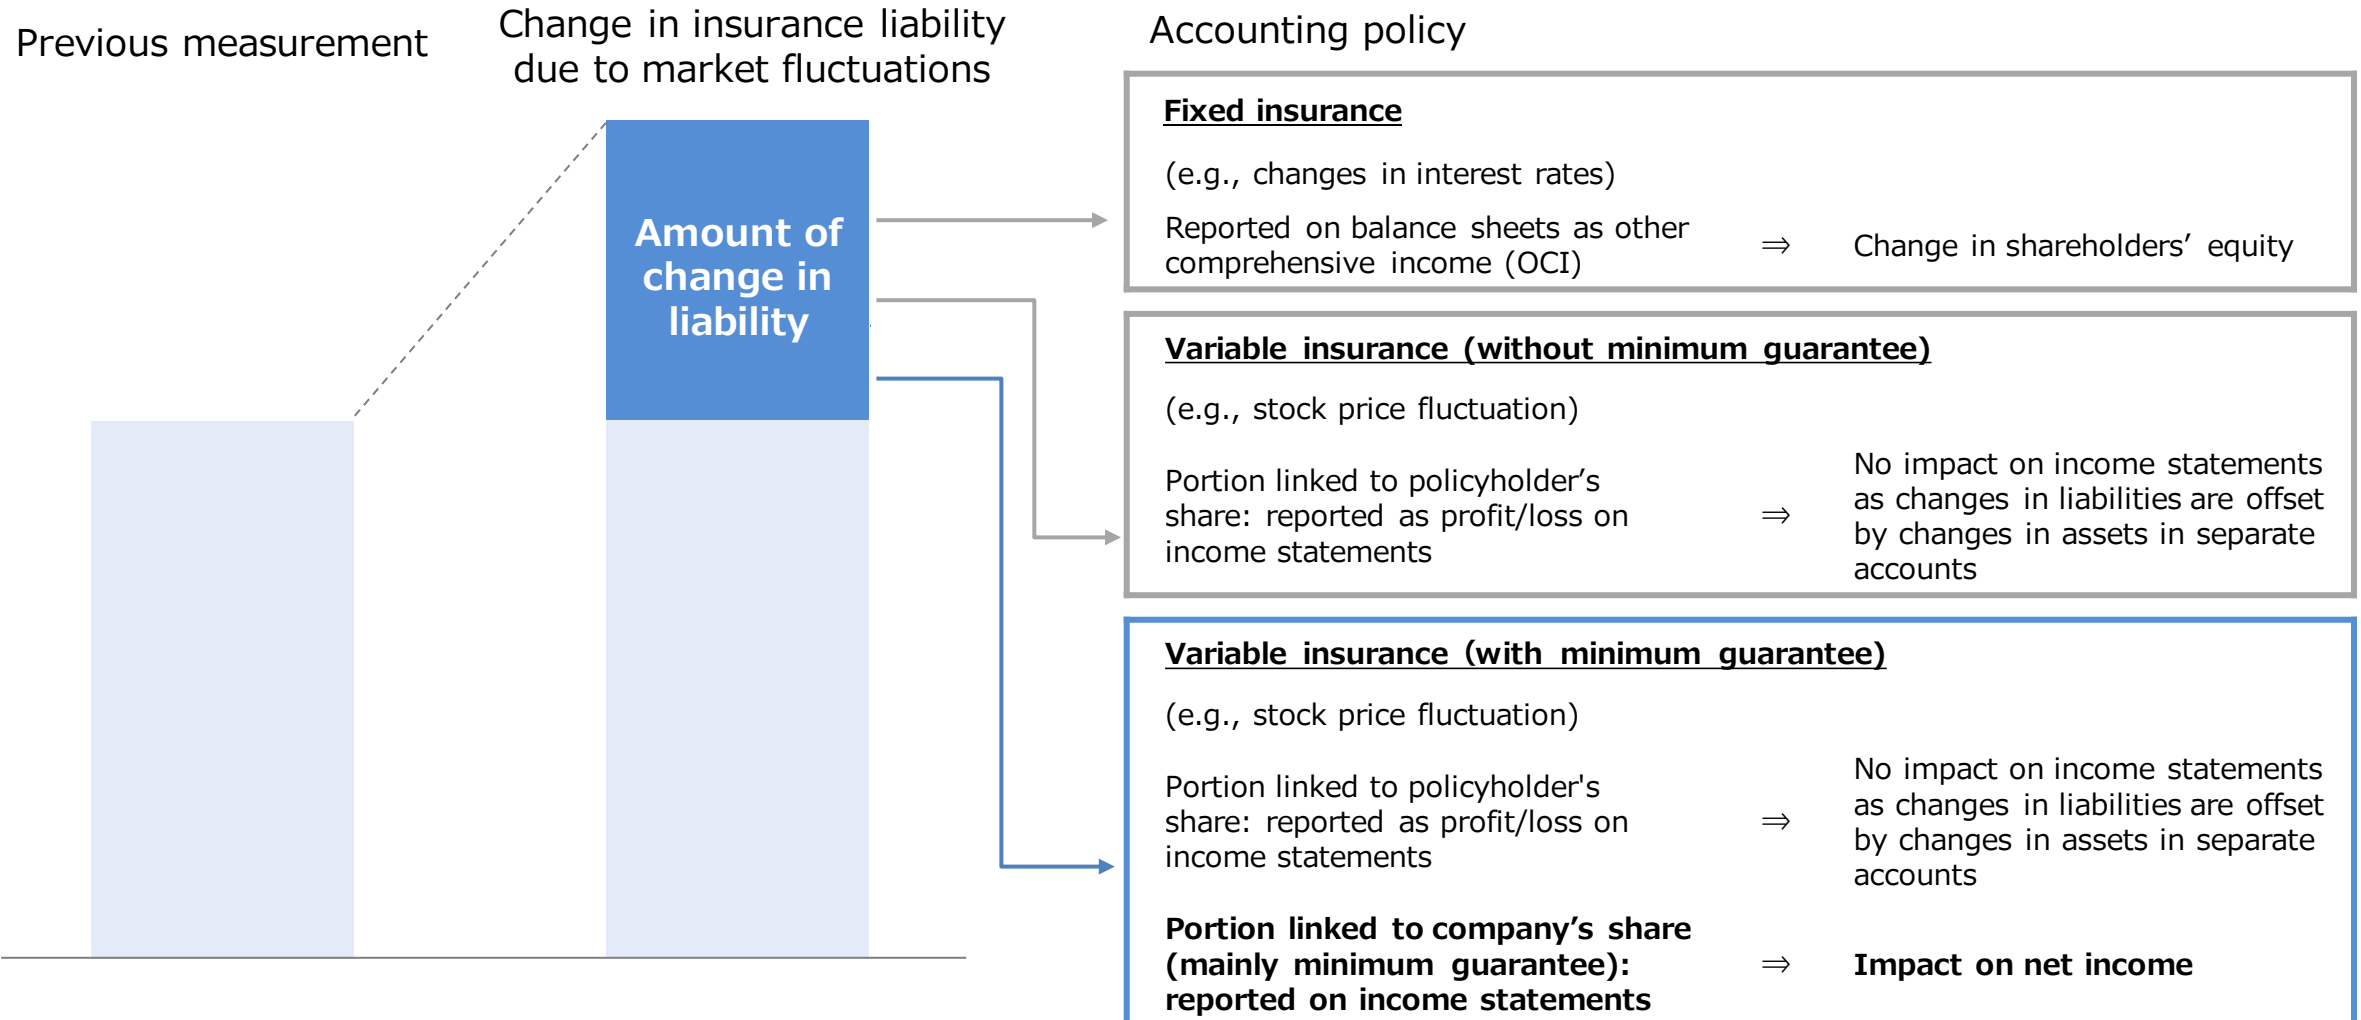 Previous measurement
Change in insurance liability
due to market fluctuations
Accounting policy
Amount of
change in
liability
Fixed insurance
(e.g., changes in interest rates)
Reported on balance sheets as other
comprehensive income (OCI)
⇒
Change in shareholders’ equity
Variable insurance (without minimum guarantee)
(e.g., stock price fluctuation)
Portion linked to policyholder’s
share: reported as profit/loss on
income statements
⇒
No impact on income statements
as changes in liabilities are offset
by changes in assets in separate
accounts
Variable insurance (with minimum guarantee)
(e.g., stock price fluctuation)
Portion linked to policyholder's
share: reported as profit/loss on
income statements
⇒
No impact on income statements
as changes in liabilities are offset
by changes in assets in separate
accounts
Portion linked to company’s share
(mainly minimum guarantee):
reported on income statements
⇒
Impact on net income